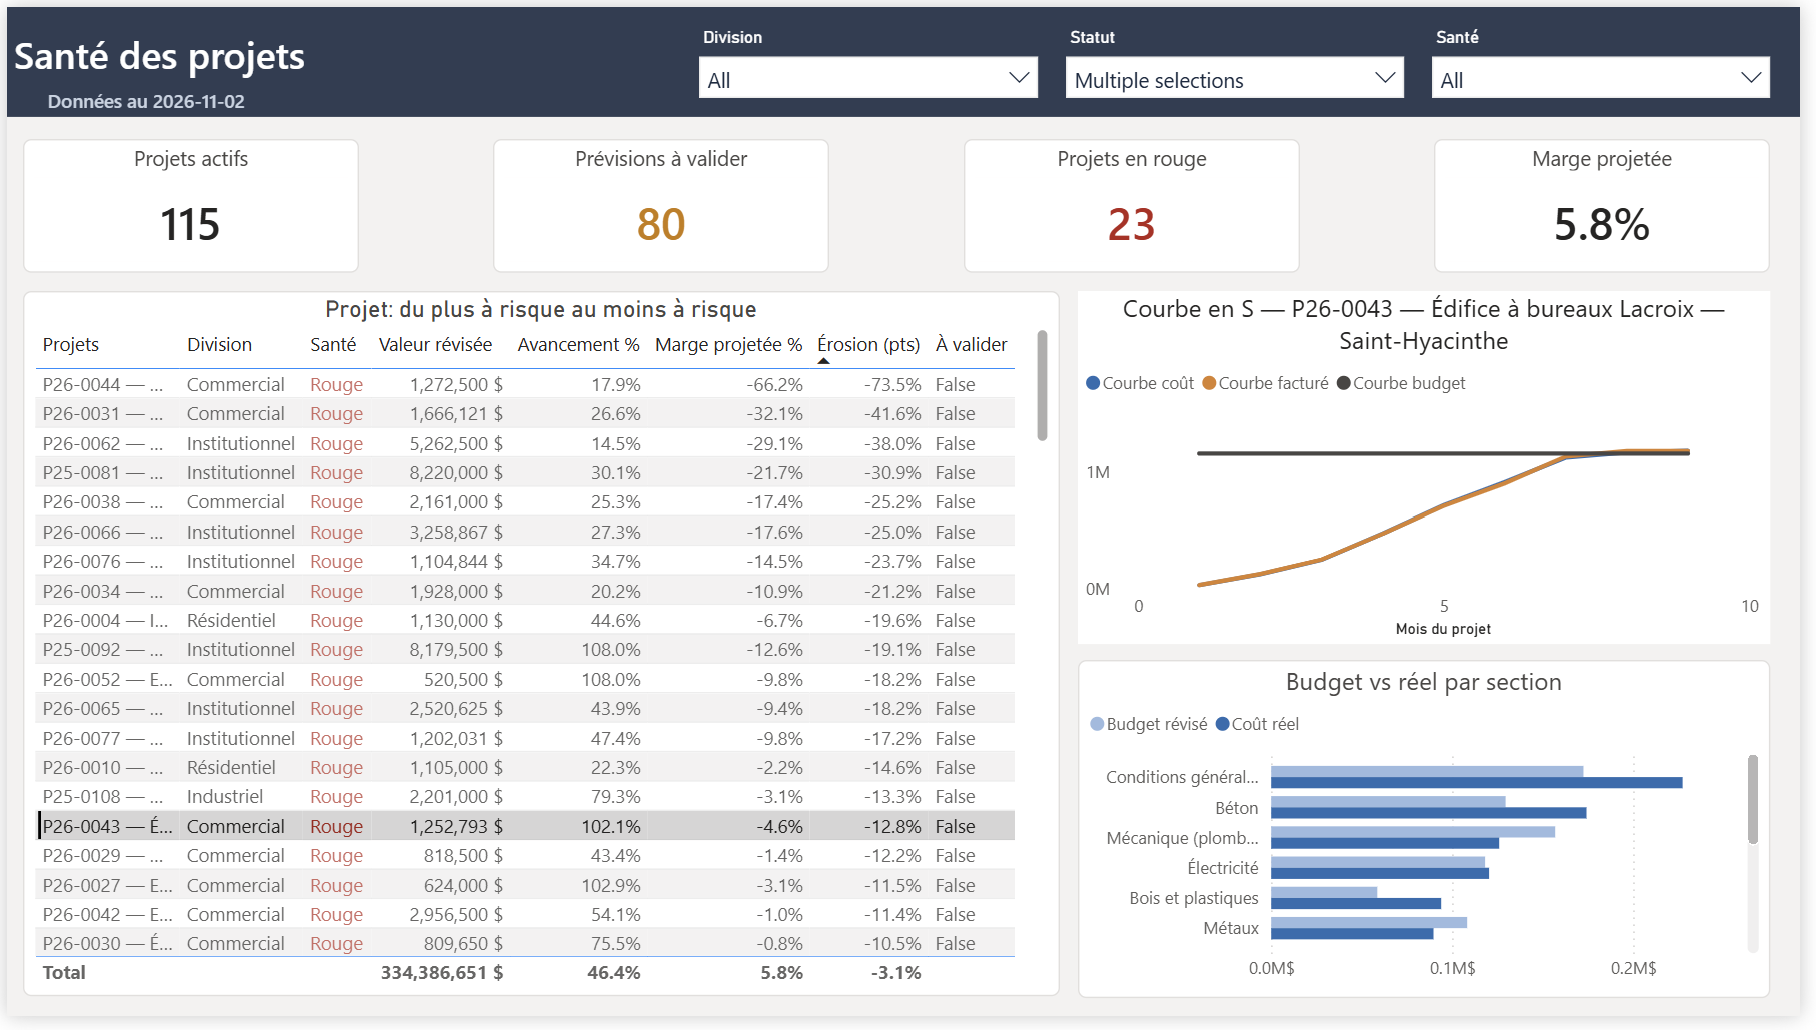 Santé des projets
Données au 2026-11-02
Division
All
Statut
Multiple selections
Santé
All
Projets actifs
115
Prévisions à valider
80
Projets en rouge
23
Marge projetée
5.8%
Projet: du plus à risque au moins à risque
Projets Division Santé Valeur révisée Avancement % Marge projetée % Érosion (pts) À valider
P26-0044 — ... Commercial Rouge 1,272,500 $ 17.9% -66.2% -73.5% False
P26-0031 — ... Commercial Rouge 1,666,121 $ 26.6% -32.1% -41.6% False
P26-0062 — ... Institutionnel Rouge 5,262,500 $ 14.5% -29.1% -38.0% False
P25-0081 — ... Institutionnel Rouge 8,220,000 $ 30.1% -21.7% -30.9% False
P26-0038 — ... Commercial Rouge 2,161,000 $ 25.3% -17.4% -25.2% False
P26-0066 — ... Institutionnel Rouge 3,258,867 $ 27.3% -17.6% -25.0% False
P26-0076 — ... Institutionnel Rouge 1,104,844 $ 34.7% -14.5% -23.7% False
P26-0034 — ... Commercial Rouge 1,928,000 $ 20.2% -10.9% -21.2% False
P26-0004 — I... Résidentiel Rouge 1,130,000 $ 44.6% -6.7% -19.6% False
P25-0092 — ... Institutionnel Rouge 8,179,500 $ 108.0% -12.6% -19.1% False
P26-0052 — E... Commercial Rouge 520,500 $ 108.0% -9.8% -18.2% False
P26-0065 — ... Institutionnel Rouge 2,520,625 $ 43.9% -9.4% -18.2% False
P26-0077 — ... Institutionnel Rouge 1,202,031 $ 47.4% -9.8% -17.2% False
P26-0010 — ... Résidentiel Rouge 1,105,000 $ 22.3% -2.2% -14.6% False
P25-0108 — ... Industriel Rouge 2,201,000 $ 79.3% -3.1% -13.3% False
P26-0043 — É... Commercial Rouge 1,252,793 $ 102.1% -4.6% -12.8% False
P26-0029 — ... Commercial Rouge 818,500 $ 43.4% -1.4% -12.2% False
P26-0027 — E... Commercial Rouge 624,000 $ 102.9% -3.1% -11.5% False
P26-0042 — E... Commercial Rouge 2,956,500 $ 54.1% -1.0% -11.4% False
P26-0030 — É... Commercial Rouge 809,650 $ 75.5% -0.8% -10.5% False
Total 334,386,651 $ 46.4% 5.8% -3.1%
Courbe en S — P26-0043 — Édifice à bureaux Lacroix —
Saint-Hyacinthe
Courbe coût Courbe facturé Courbe budget
1M
0M
0 5 10
Mois du projet
Budget vs réel par section
Budget révisé Coût réel
Conditions général...
Béton
Mécanique (plomb...
Électricité
Bois et plastiques
Métaux
0.0M$ 0.1M$ 0.2M$